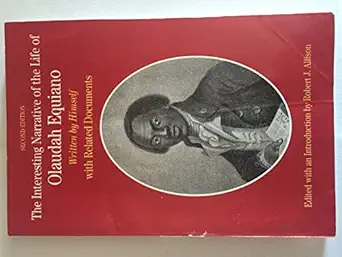 SECOND EDITION
The Interesting Narrative of the Life of
Olaudah Equiano
Written by Himself
with Related Documents
Edited with an Introduction by Robert J. Allison